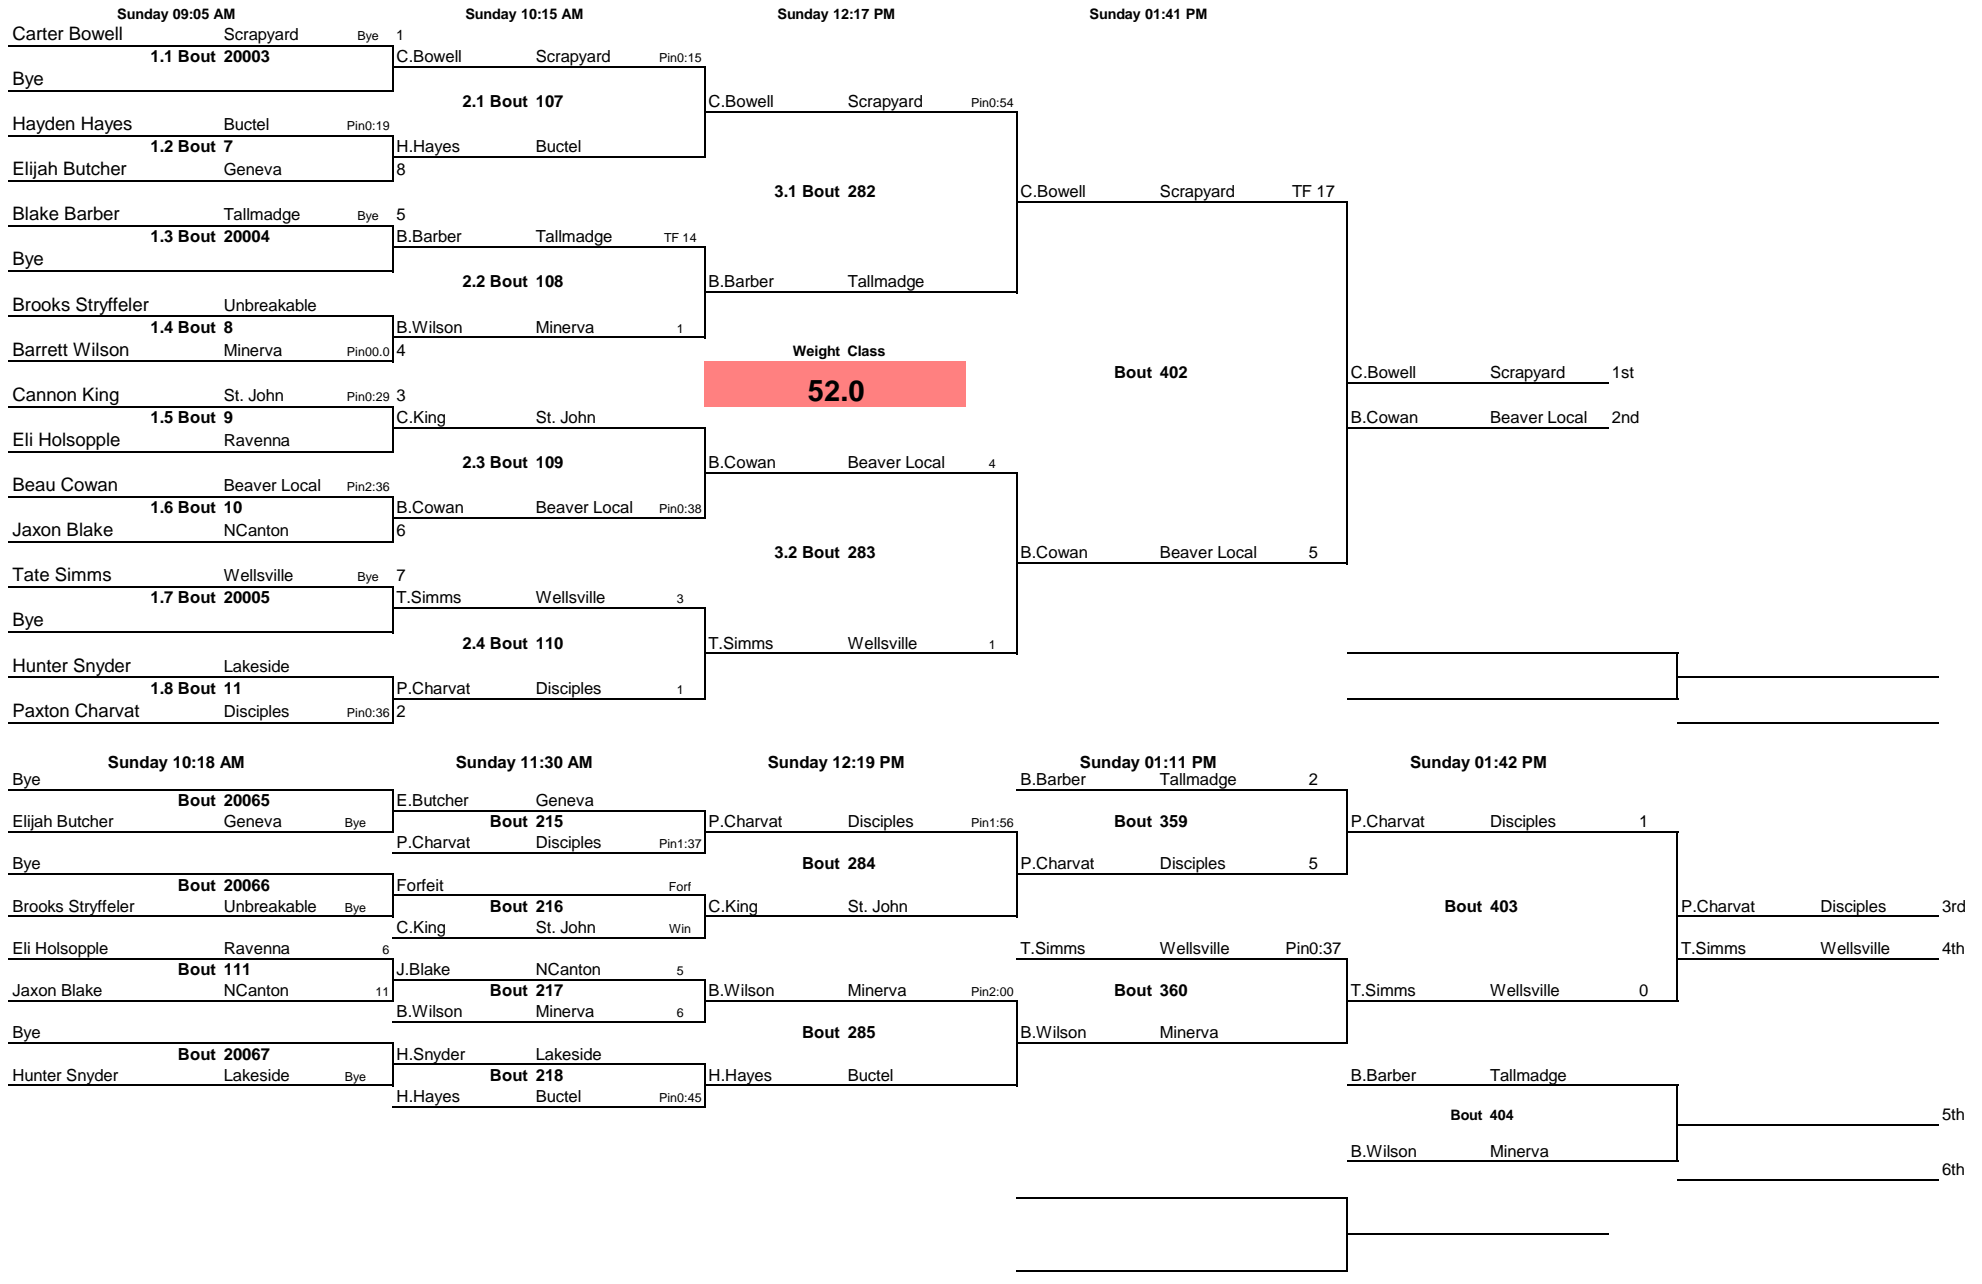 Sunday 09:05 AM Sunday 10:15 AM Sunday 12:17 PM Sunday 01:41 PM
Carter Bowell Scrapyard Bye 1
1.1 Bout 20003 C.Bowell Scrapyard Pin0:15
Bye
2.1 Bout 107 C.Bowell Scrapyard Pin0:54
Hayden Hayes Buctel Pin0:19
1.2 Bout 7 H.Hayes Buctel
Elijah Butcher Geneva 8
3.1 Bout 282 C.Bowell Scrapyard TF 17
Blake Barber Tallmadge Bye 5
1.3 Bout 20004 B.Barber Tallmadge TF 14
Bye
2.2 Bout 108 B.Barber Tallmadge
Brooks Stryffeler Unbreakable
1.4 Bout 8 B.Wilson Minerva 1
Barrett Wilson Minerva Pin00.0 4 Weight Class
Bout 402 C.Bowell Scrapyard 1st
Cannon King St. John Pin0:29 3 52.0
1.5 Bout 9 C.King St. John B.Cowan Beaver Local 2nd
Eli Holsopple Ravenna
2.3 Bout 109 B.Cowan Beaver Local 4
Beau Cowan Beaver Local Pin2:36
1.6 Bout 10 B.Cowan Beaver Local Pin0:38
Jaxon Blake NCanton 6
3.2 Bout 283 B.Cowan Beaver Local 5
Tate Simms Wellsville Bye 7
1.7 Bout 20005 T.Simms Wellsville 3
Bye
2.4 Bout 110 T.Simms Wellsville 1
Hunter Snyder Lakeside
1.8 Bout 11 P.Charvat Disciples 1
Paxton Charvat Disciples Pin0:36 2
Sunday 10:18 AM Sunday 11:30 AM Sunday 12:19 PM Sunday 01:11 PM Sunday 01:42 PM
Bye B.Barber Tallmadge 2
Bout 20065 E.Butcher Geneva
Elijah Butcher Geneva Bye Bout 215 P.Charvat Disciples Pin1:56 Bout 359 P.Charvat Disciples 1
P.Charvat Disciples Pin1:37
Bye Bout 284 P.Charvat Disciples 5
Bout 20066 Forfeit Forf
Brooks Stryffeler Unbreakable Bye Bout 216 C.King St. John Bout 403 P.Charvat Disciples 3rd
C.King St. John Win
Eli Holsopple Ravenna 6 T.Simms Wellsville Pin0:37 T.Simms Wellsville 4th
Bout 111 J.Blake NCanton 5
Jaxon Blake NCanton 11 Bout 217 B.Wilson Minerva Pin2:00 Bout 360 T.Simms Wellsville 0
B.Wilson Minerva 6
Bye Bout 285 B.Wilson Minerva
Bout 20067 H.Snyder Lakeside
Hunter Snyder Lakeside Bye Bout 218 H.Hayes Buctel B.Barber Tallmadge
H.Hayes Buctel Pin0:45
Bout 404 5th
B.Wilson Minerva
6th